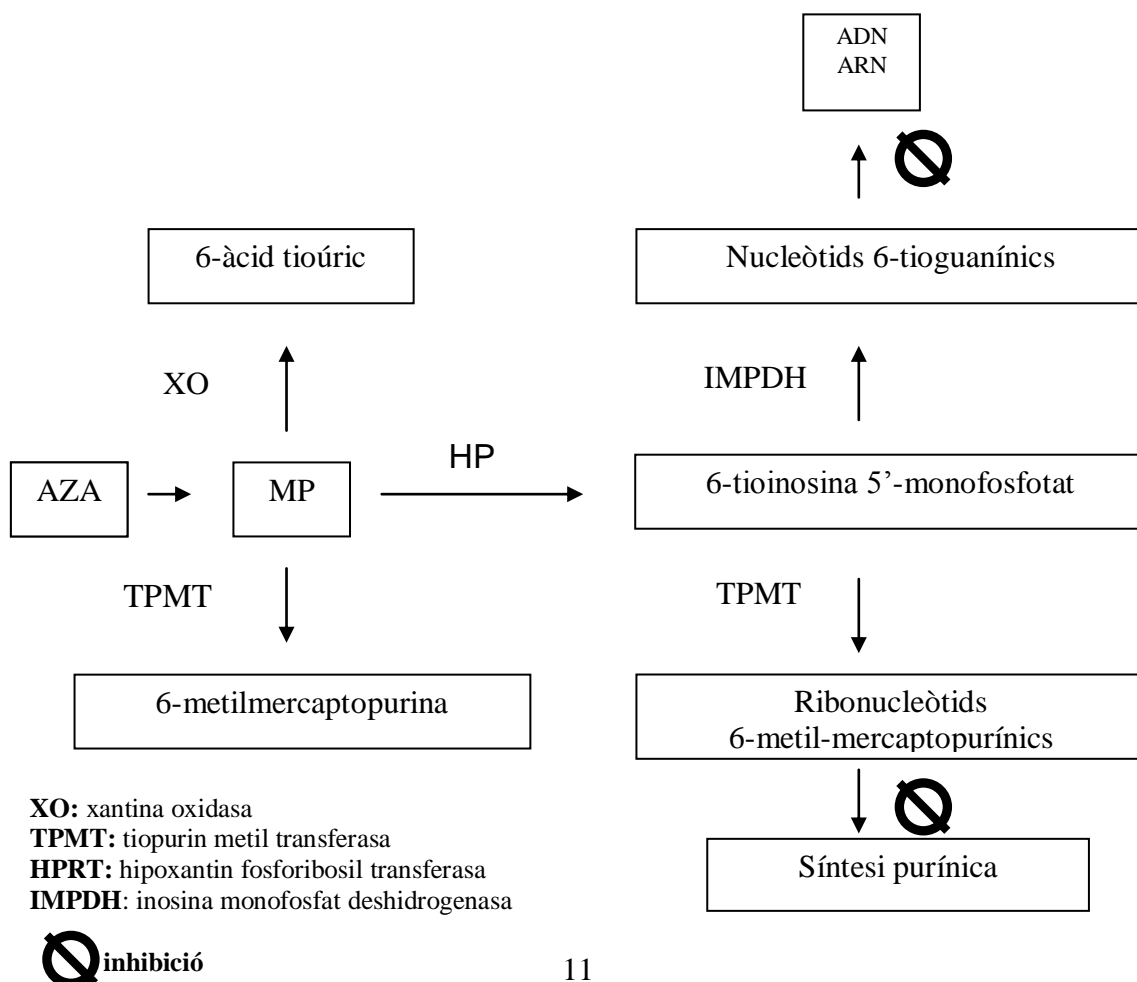 ADN
ARN
6-àcid tioúric
Nucleòtids 6-tioguanínics
XO
IMPDH
AZA
MP
HP
6-tioinosina 5’-monofosfotat
TPMT
TPMT
6-metilmercaptopurina
Ribonucleòtids
6-metil-mercaptopurínics
Síntesi purínica
XO: xantina oxidasa
TPMT: tiopurin metil transferasa
HPRT: hipoxantin fosforibosil transferasa
IMPDH: inosina monofosfat deshidrogenasa
inhibició
11